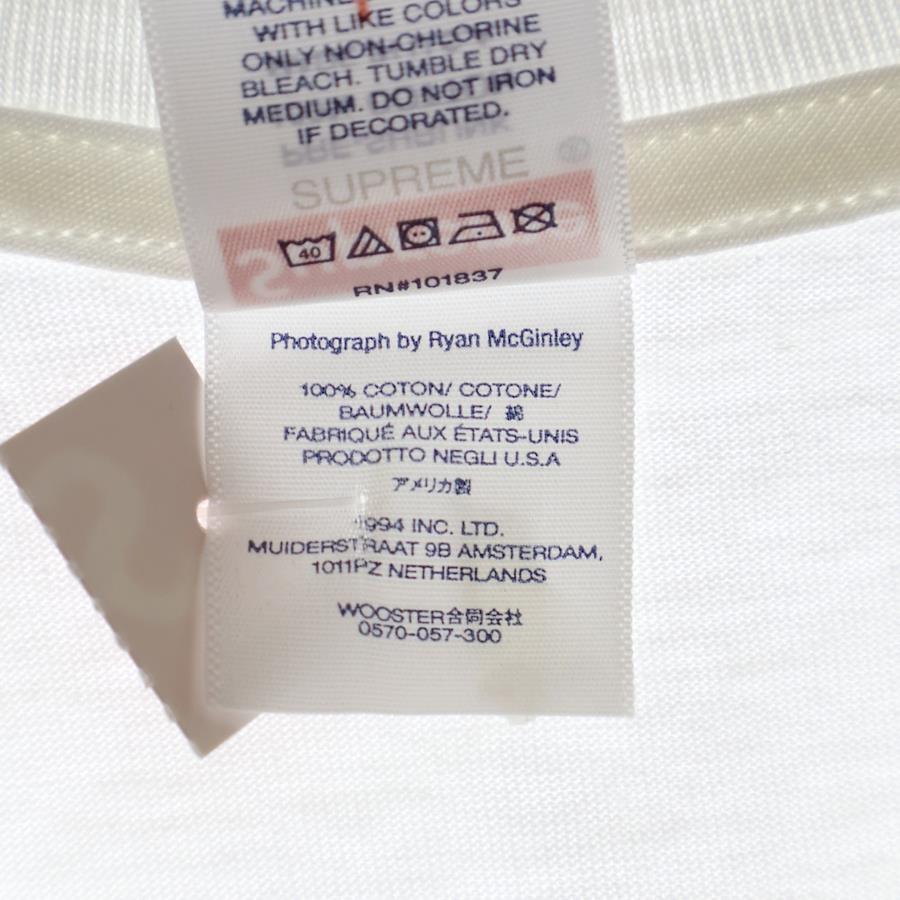 MACHINE
WITH LIKE COLORS
ONLY NON-CHLORINE
BLEACH. TUMBLE DRY
MEDIUM. DO NOT IRON
IF DECORATED.
SUPREME ®
40
RN#101837
Photograph by Ryan McGinley
100% COTON/ COTONE/
BAUMWOLLE/ 綿
FABRIQUÉ AUX ÉTATS-UNIS
PRODOTTO NEGLI U.S.A
アメリカ製
1994 INC. LTD.
MUIDERSTRAAT 9B AMSTERDAM,
1011PZ NETHERLANDS
WOOSTER合同会社
0570-057-300